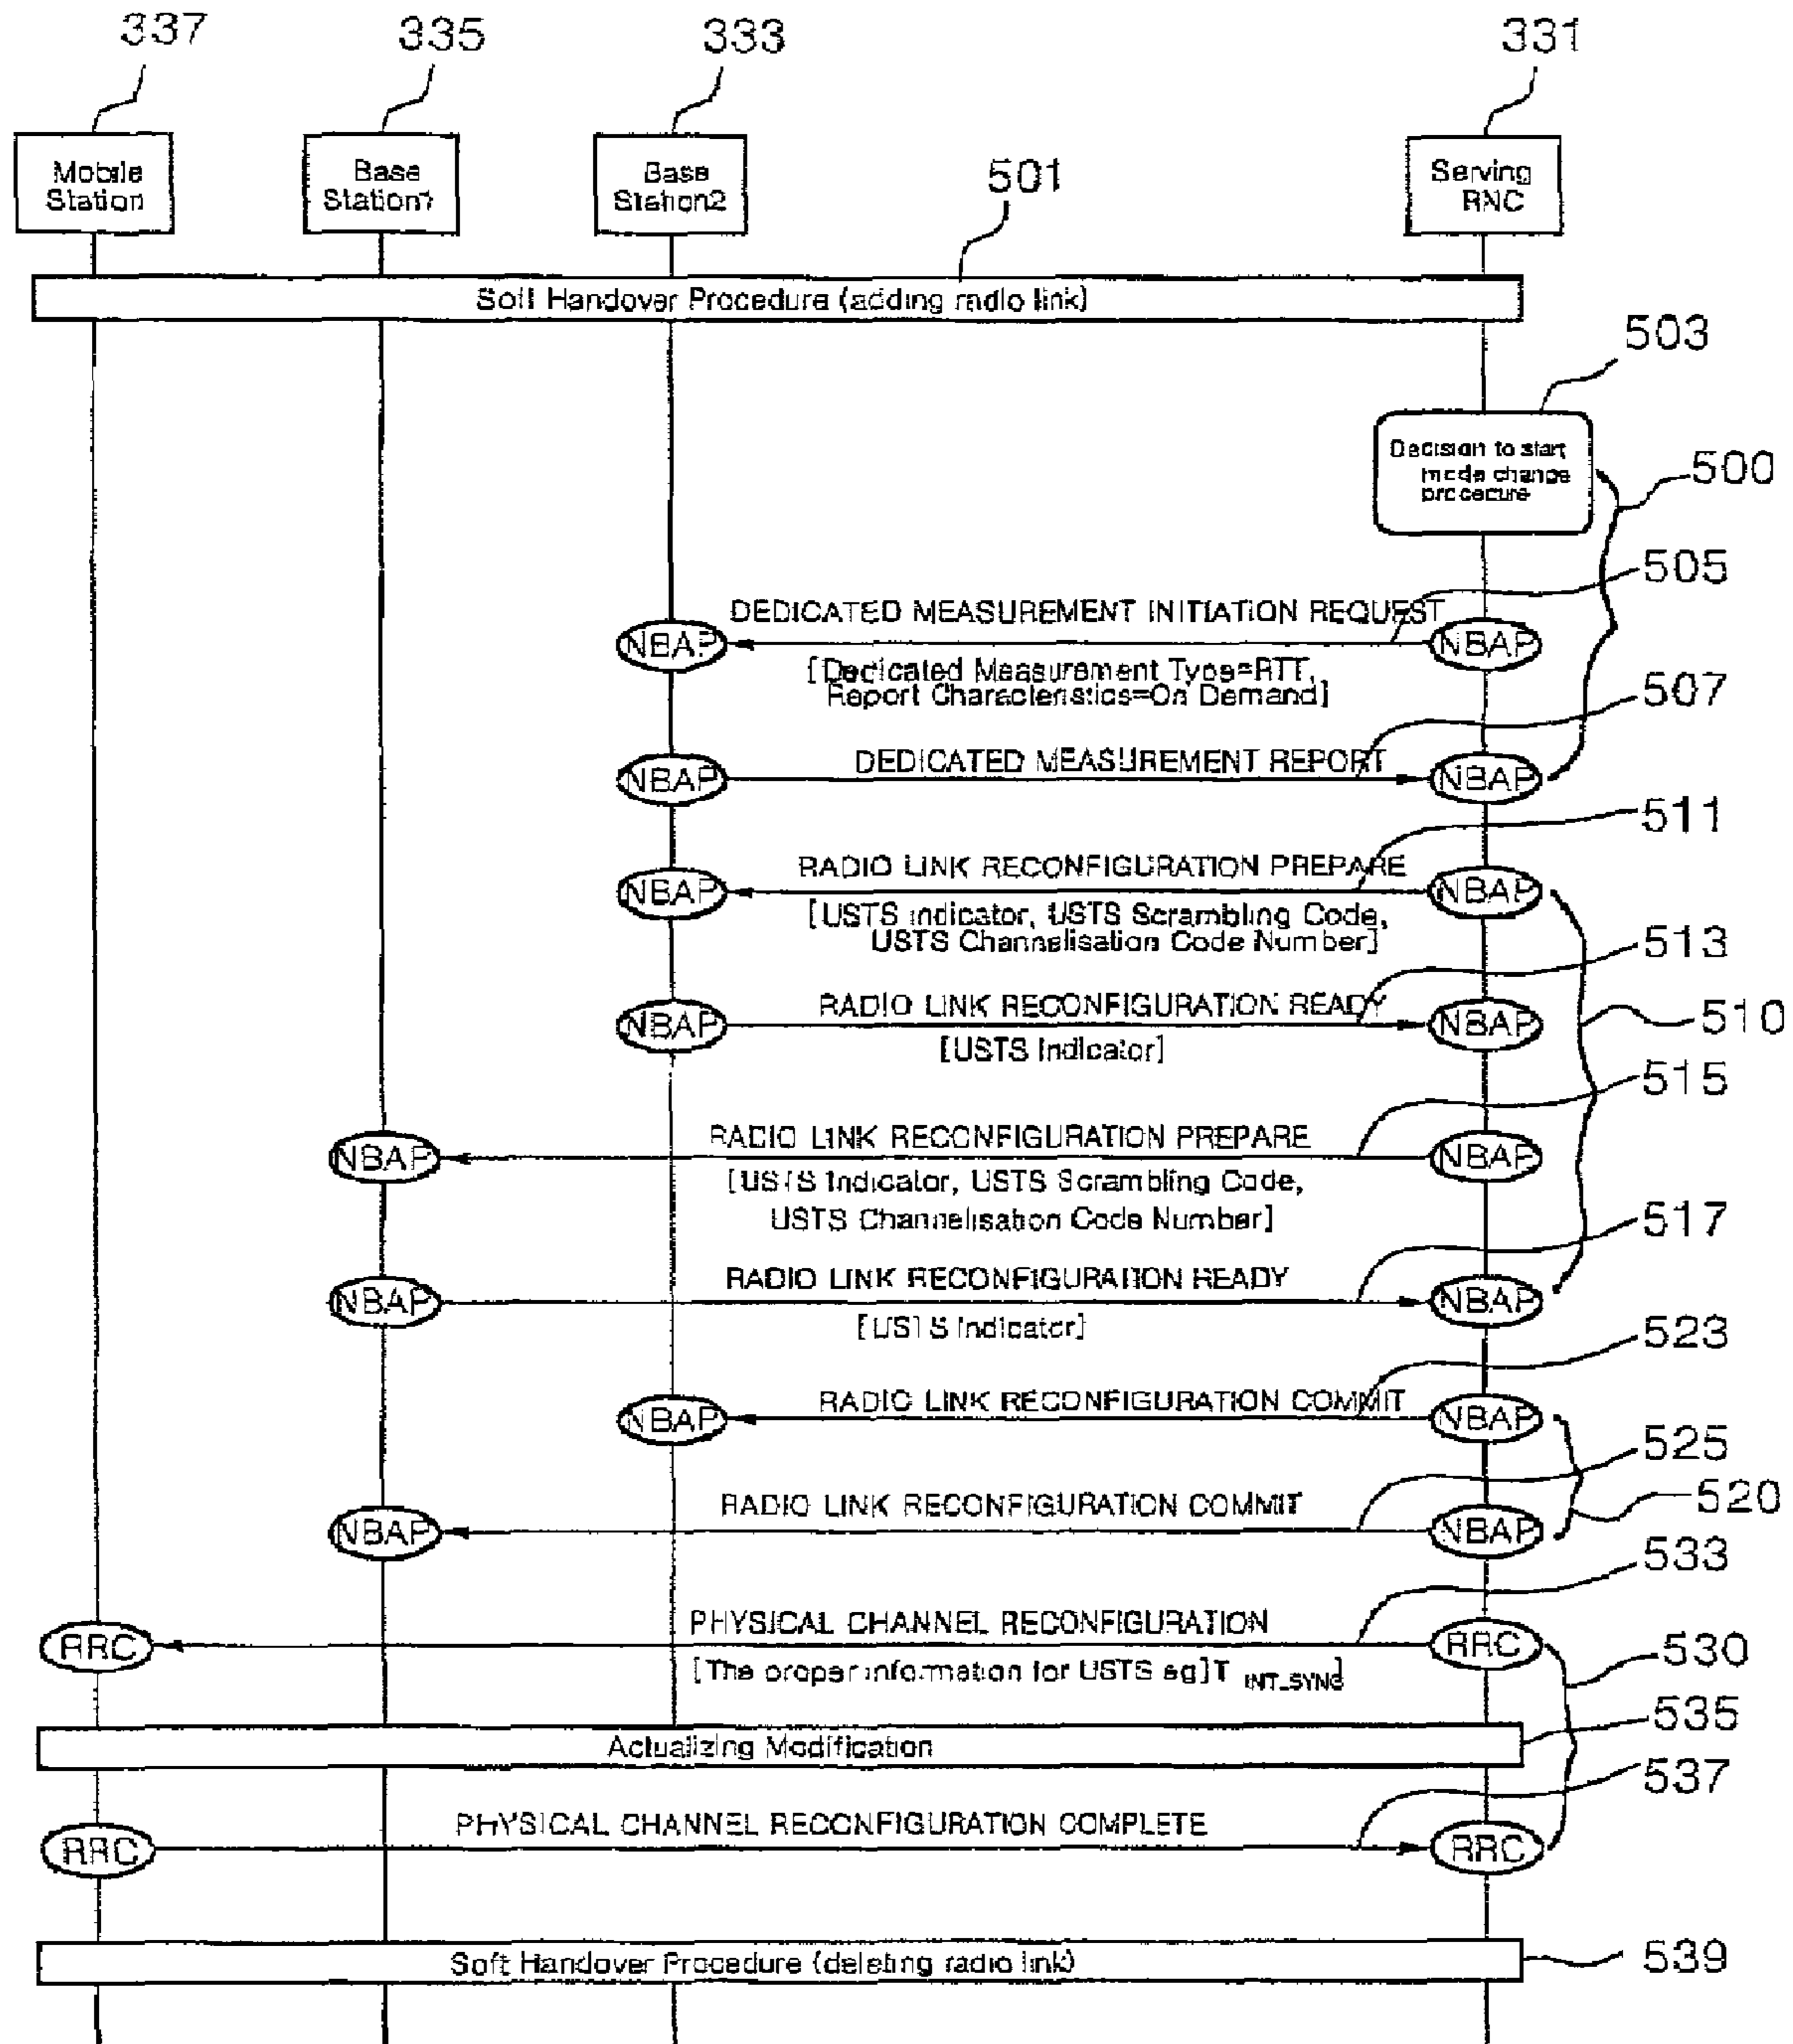 337
335
333
331
Mobile
Station
Base
Station1
Base
Station2
Serving
RNC
501
Soft Handover Procedure (adding radio link)
503
Decision to start
mode change
procedure
500
505
DEDICATED MEASUREMENT INITIATION REQUEST
NBAP
NBAP
[Dedicated Measurement Type=RTT,
Report Characteristics=On Demand]
507
DEDICATED MEASUREMENT REPORT
NBAP
NBAP
511
RADIO LINK RECONFIGURATION PREPARE
NBAP
NBAP
[USTS indicator, USTS Scrambling Code,
USTS Channelisation Code Number]
513
RADIO LINK RECONFIGURATION READY
NBAP
NBAP
510
[USTS Indicator]
515
RADIO LINK RECONFIGURATION PREPARE
NBAP
NBAP
[USTS Indicator, USTS Scrambling Code,
USTS Channelisation Code Number]
517
RADIO LINK RECONFIGURATION READY
NBAP
NBAP
[USTS Indicator]
523
RADIO LINK RECONFIGURATION COMMIT
NBAP
NBAP
525
RADIO LINK RECONFIGURATION COMMIT
520
NBAP
NBAP
533
PHYSICAL CHANNEL RECONFIGURATION
RRC
RRC
530
[The proper information for USTS eg]T INT_SYNC]
535
Actualizing Modification
537
PHYSICAL CHANNEL RECONFIGURATION COMPLETE
RRC
RRC
Soft Handover Procedure (deleting radio link)
539